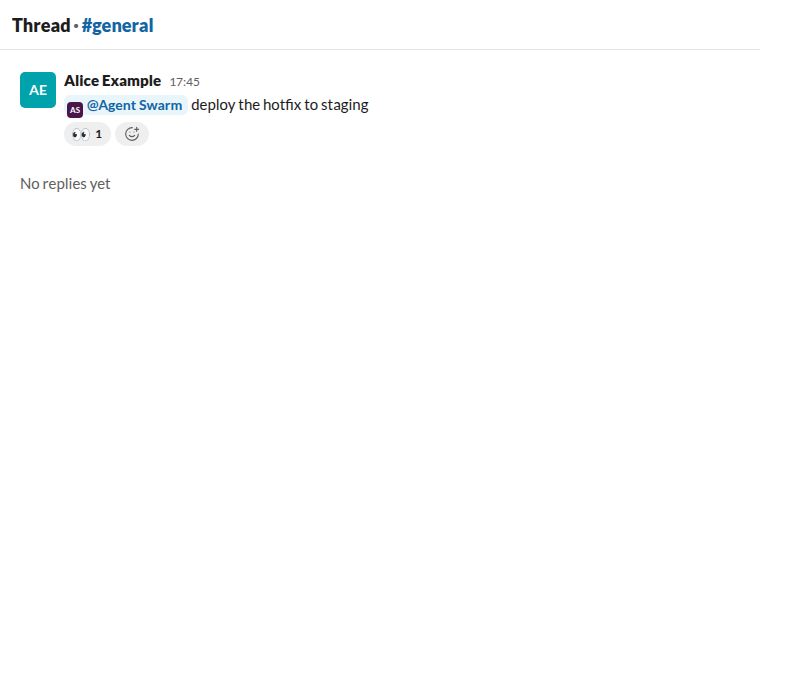 Thread • #general
AE
Alice Example 17:45
AS @Agent Swarm deploy the hotfix to staging
👀 1
No replies yet